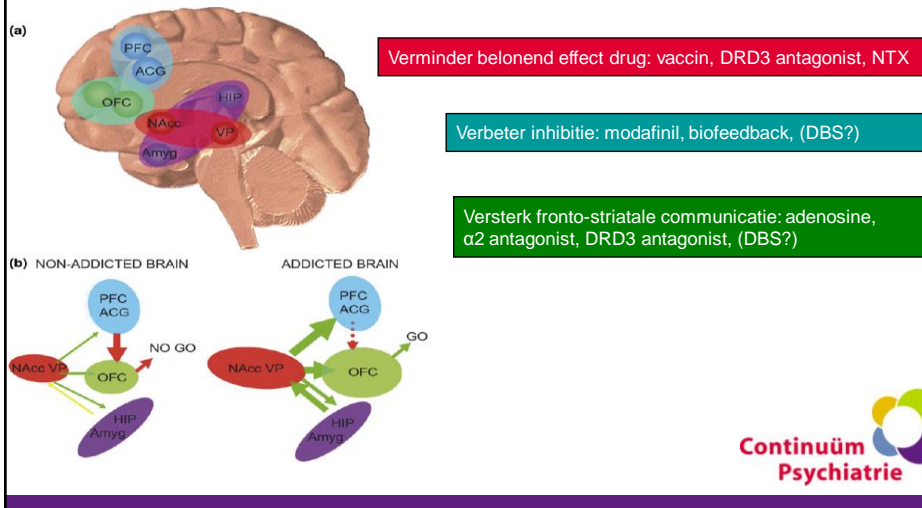 (a)
PFC
ACG
OFC
HIP
NAcc
VP
Amyg
Verminder belonend effect drug: vaccin, DRD3 antagonist, NTX
Verbeter inhibitie: modafinil, biofeedback, (DBS?)
Versterk fronto-striatale communicatie: adenosine,
α2 antagonist, DRD3 antagonist, (DBS?)
(b) NON-ADDICTED BRAIN
PFC
ACG
NO GO
NAcc VP
OFC
HIP
Amyg
ADDICTED BRAIN
PFC
ACG
GO
NAcc VP
OFC
HIP
Amyg
Continuüm
Psychiatrie